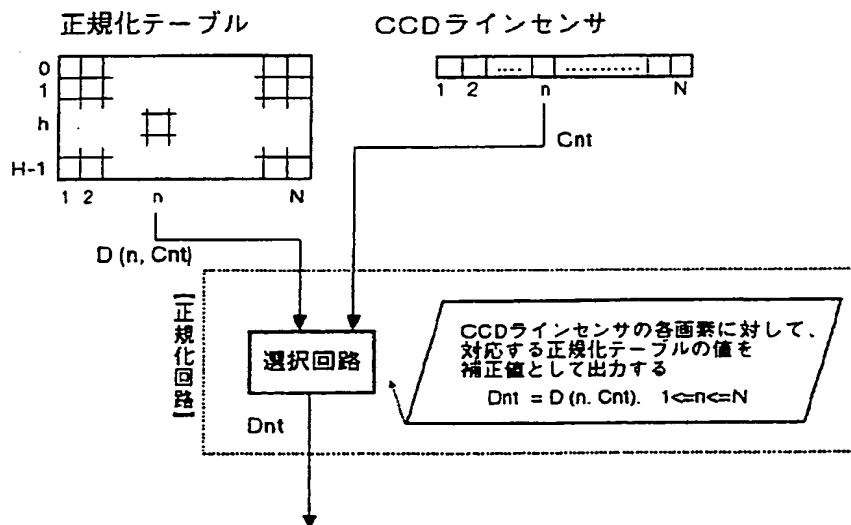 正規化テーブル
CCDラインセンサ
0
1
h
H-1
1 2 n N
1 2 n N
Cnt
D (n, Cnt)
【正規化回路】
選択回路
CCDラインセンサの各画素に対して、
対応する正規化テーブルの値を
補正値として出力する
Dnt = D (n. Cnt). 1<=n<=N
Dnt